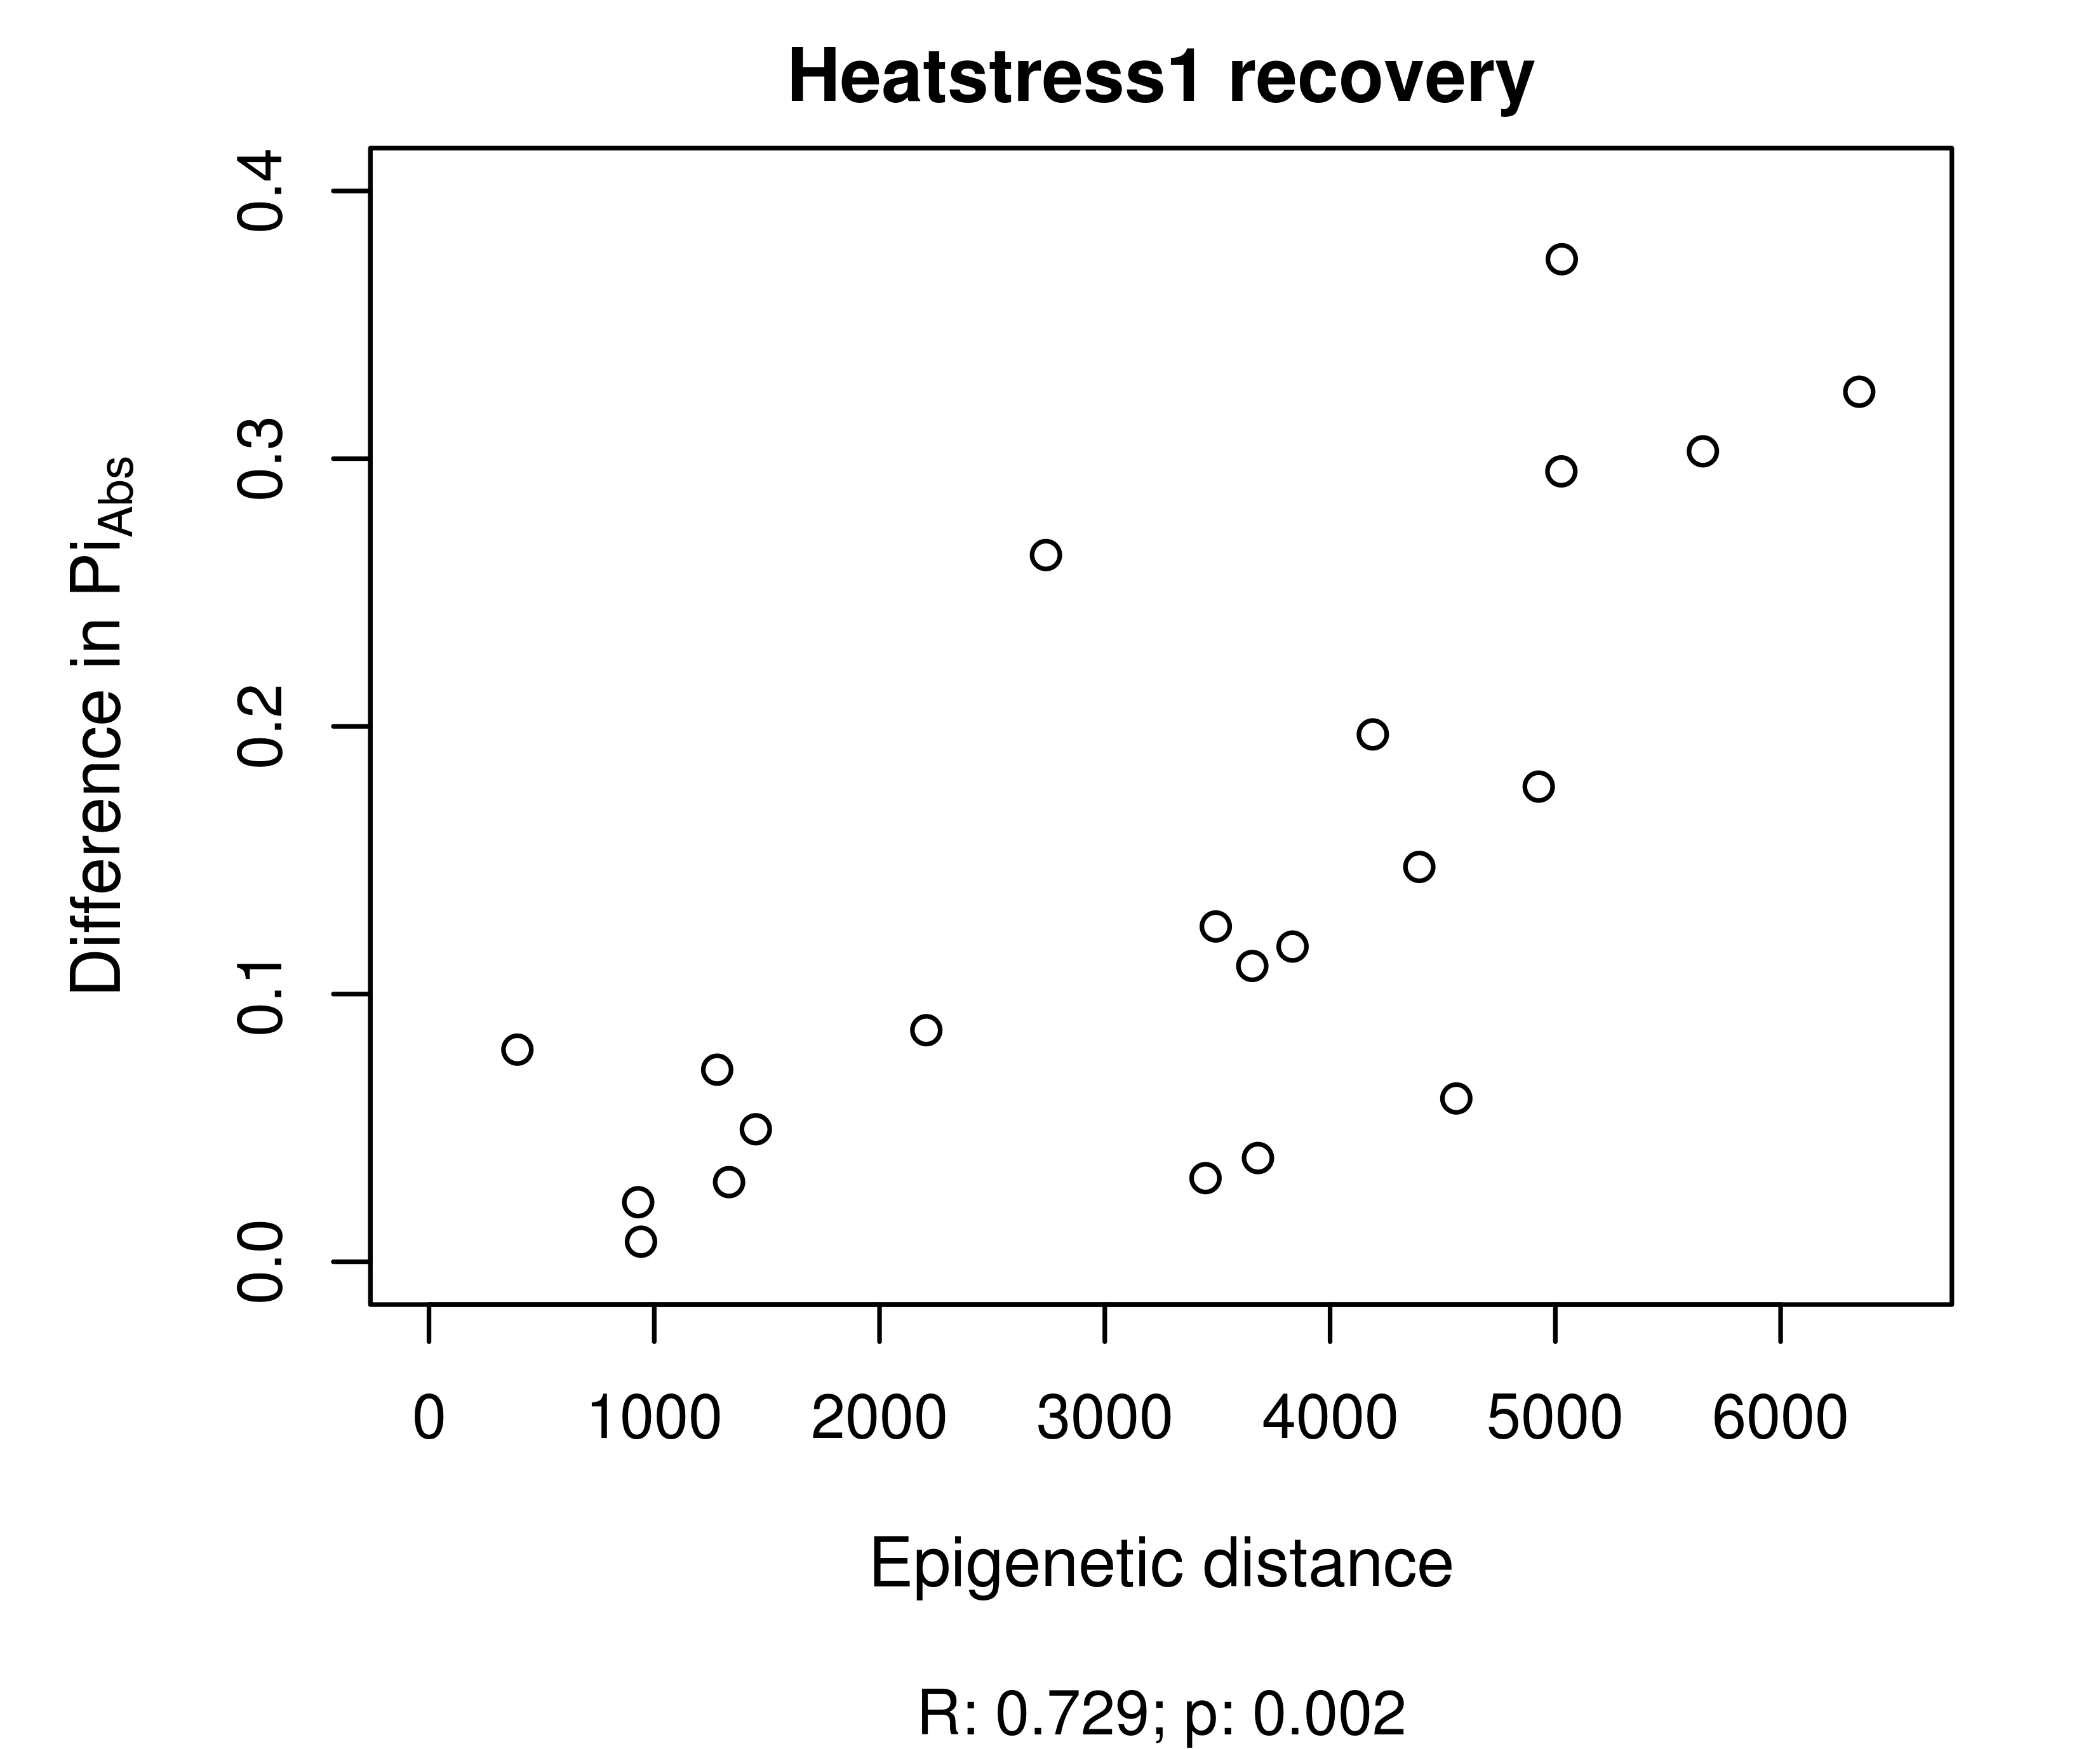 Heatstress1 recovery
Difference in PiAbs
0.4
0.3
0.2
0.1
0.0
0 1000 2000 3000 4000 5000 6000
Epigenetic distance
R: 0.729; p: 0.002